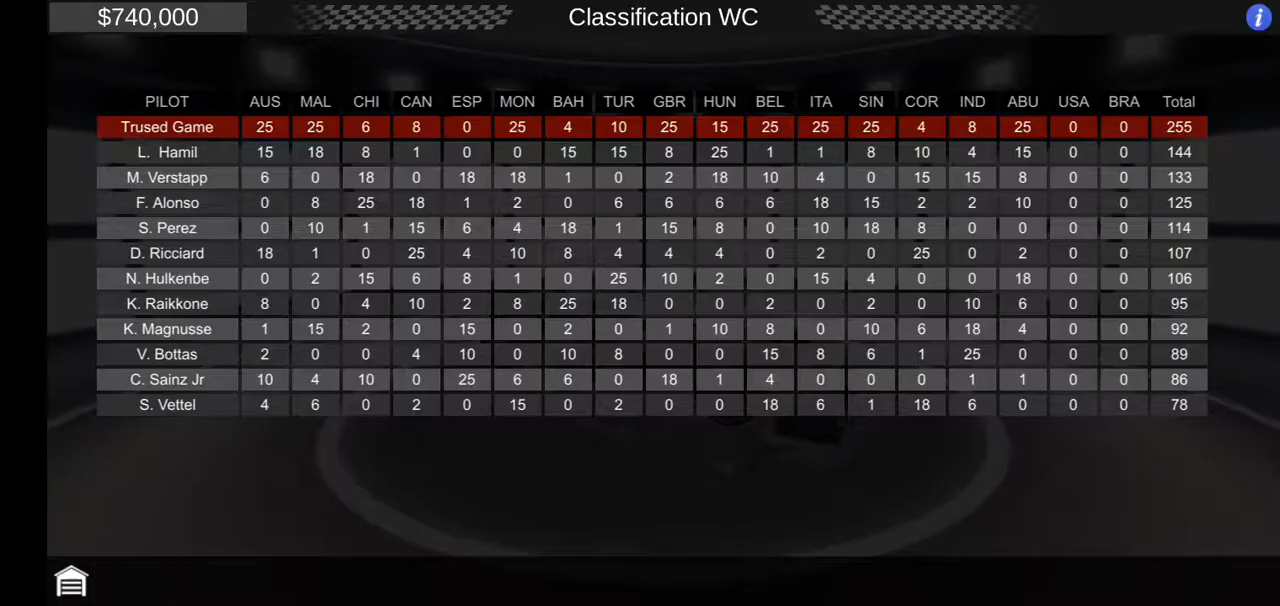 $740,000
Classification WC
i
PILOT AUS MAL CHI CAN ESP MON BAH TUR GBR HUN BEL ITA SIN COR IND ABU USA BRA Total
Trused Game 25 25 6 8 0 25 4 10 25 15 25 25 25 4 8 25 0 0 255
L. Hamil 15 18 8 1 0 0 15 15 8 25 1 1 8 10 4 15 0 0 144
M. Verstapp 6 0 18 0 18 18 1 0 2 18 10 4 0 15 15 8 0 0 133
F. Alonso 0 8 25 18 1 2 0 6 6 6 6 18 15 2 2 10 0 0 125
S. Perez 0 10 1 15 6 4 18 1 15 8 0 10 18 8 0 0 0 0 114
D. Ricciard 18 1 0 25 4 10 8 4 4 4 0 2 0 25 0 2 0 0 107
N. Hulkenbe 0 2 15 6 8 1 0 25 10 2 0 15 4 0 0 18 0 0 106
K. Raikkone 8 0 4 10 2 8 25 18 0 0 2 0 2 0 10 6 0 0 95
K. Magnusse 1 15 2 0 15 0 2 0 1 10 8 0 10 6 18 4 0 0 92
V. Bottas 2 0 0 4 10 0 10 8 0 0 15 8 6 1 25 0 0 0 89
C. Sainz Jr 10 4 10 0 25 6 6 0 18 1 4 0 0 0 1 1 0 0 86
S. Vettel 4 6 0 2 0 15 0 2 0 0 18 6 1 18 6 0 0 0 78